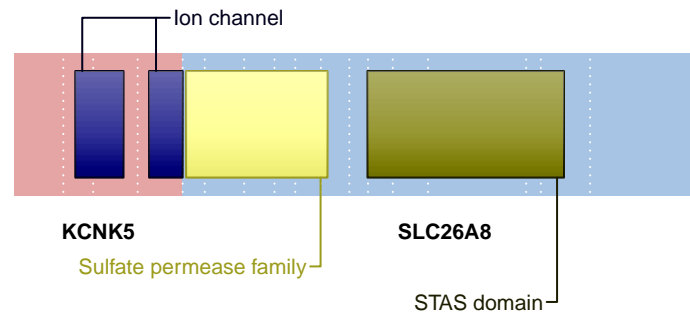 Ion channel
KCNK5
SLC26A8
Sulfate permease family
STAS domain